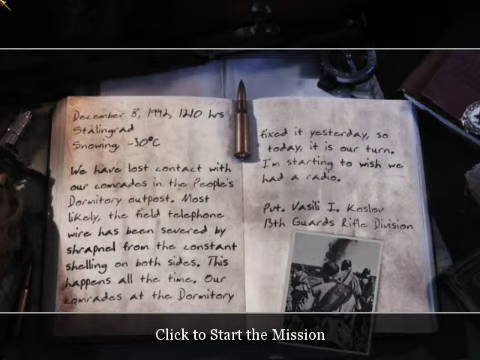 December 8, 1942, 1210 hrs
Stalingrad
Snowing, -30°C
We have lost contact with
our comrades in the People's
Dormitory outpost. Most
likely, the field telephone
wire has been severed by
shrapnel from the constant
shelling on both sides. This
happens all the time. Our
comrades at the Dormitory
fixed it yesterday, so
today, it is our turn.
I'm starting to wish we
had a radio.
Pvt. Vasili I. Koslov
13th Guards Rifle Division
Click to Start the Mission